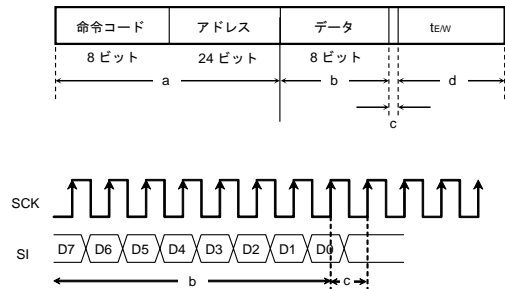 命令コード アドレス データ tE/W
8 ビット 24 ビット 8 ビット
a b d
c
SCK
SI D7 D6 D5 D4 D3 D2 D1 D0
b c